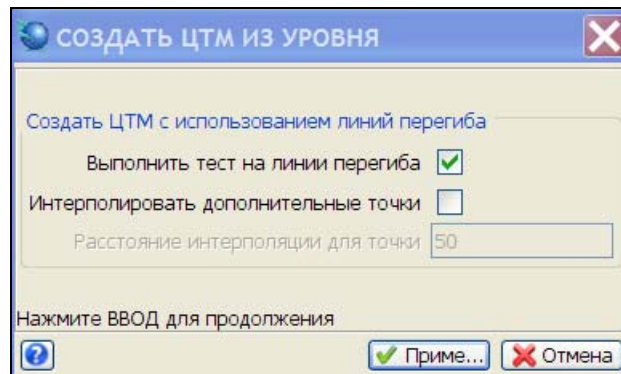 СОЗДАТЬ ЦТМ ИЗ УРОВНЯ
Создать ЦТМ с использованием линий перегиба
Выполнить тест на линии перегиба
Интерполировать дополнительные точки
Расстояние интерполяции для точки 50
Нажмите ВВОД для продолжения
? Приме... Отмена